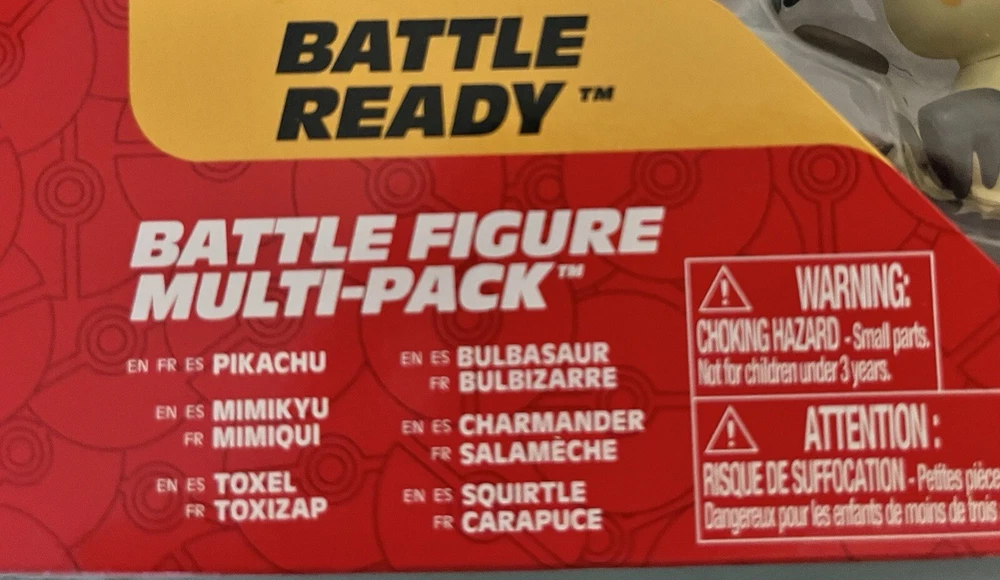 BATTLE
READY™
BATTLE FIGURE
MULTI-PACK™
EN FR ES PIKACHU
EN ES MIMIKYU
FR MIMIQUI
EN ES TOXEL
FR TOXIZAP
EN ES BULBASAUR
FR BULBIZARRE
EN ES CHARMANDER
FR SALAMÈCHE
EN ES SQUIRTLE
FR CARAPUCE
WARNING:
CHOKING HAZARD - Small parts.
Not for children under 3 years.
ATTENTION :
RISQUE DE SUFFOCATION - Petites pièce
Dangereux pour les enfants de moins de trois